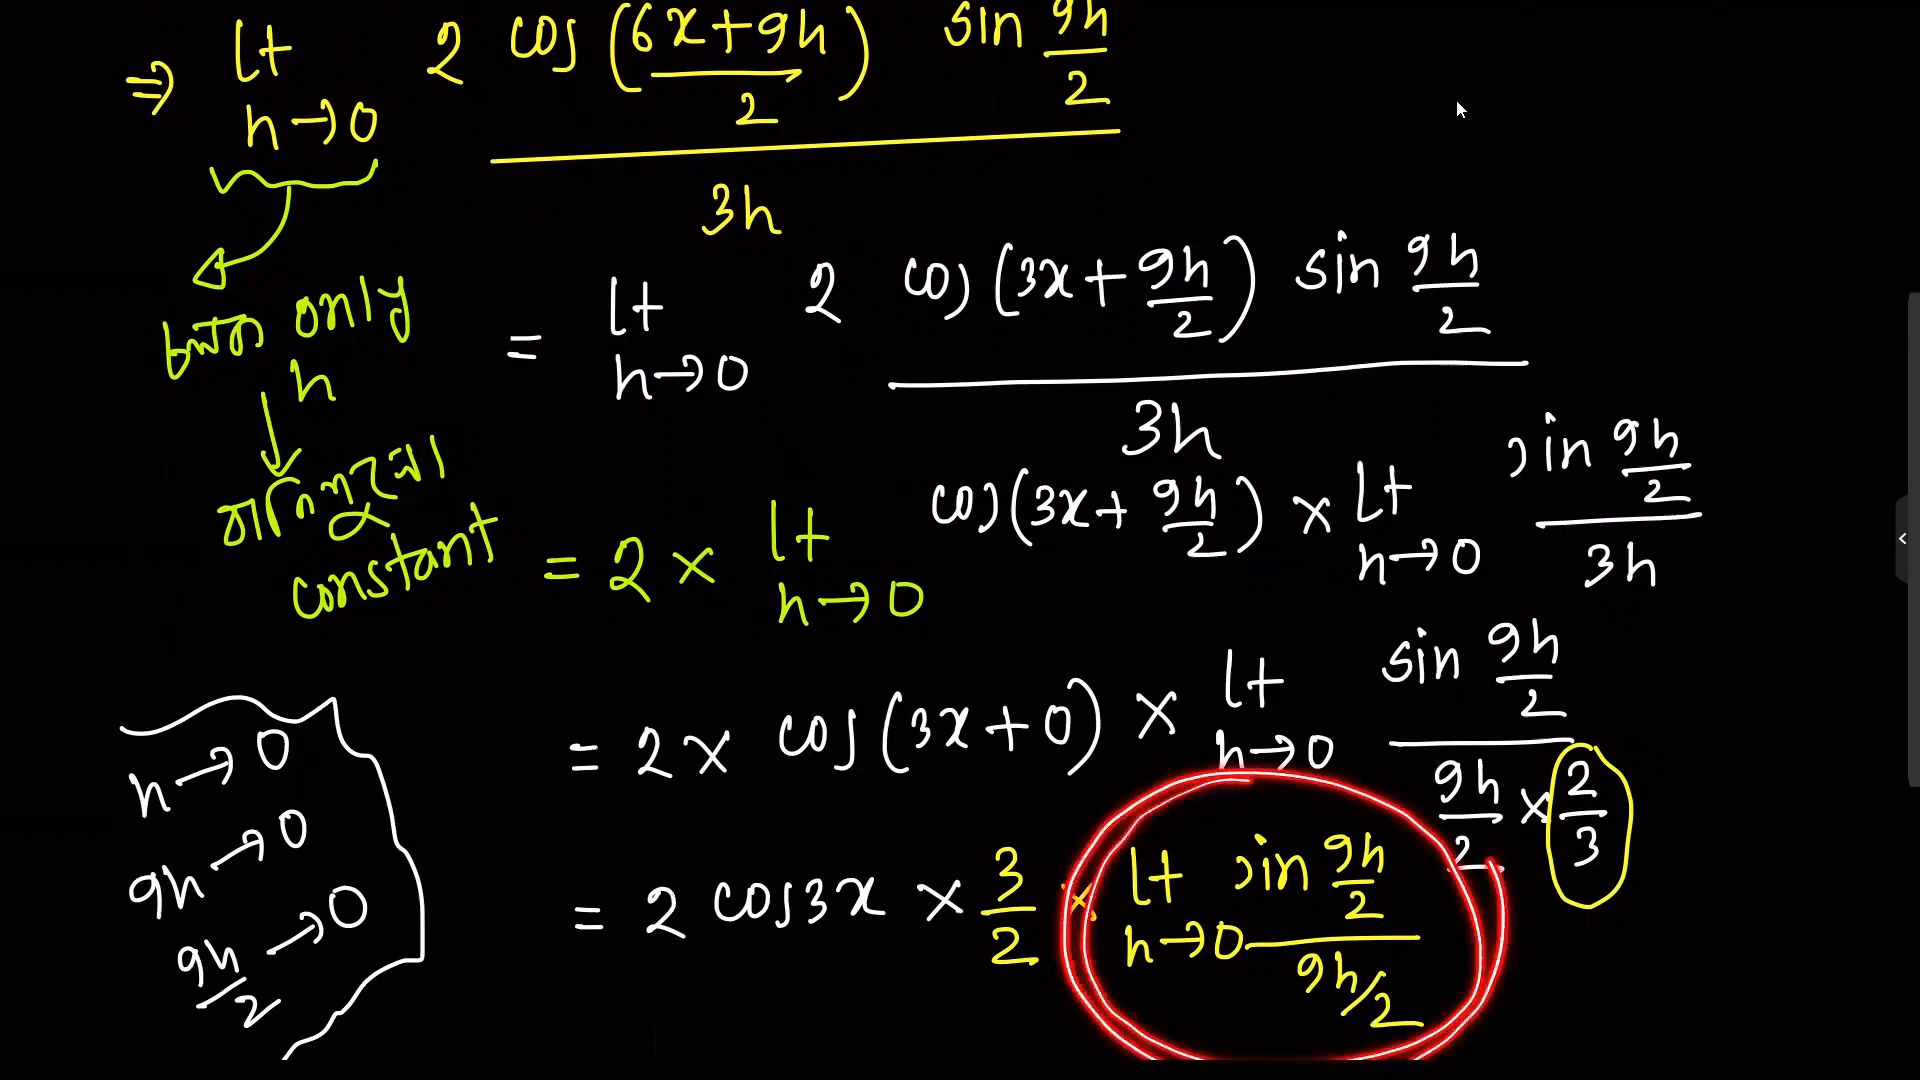 ⇒ lt h→0 2 cos (6x+9h/2) sin 9h/2 / 3h
only h
= lt h→0 2 cos (3x + 9h/2) sin 9h/2 / 3h
constant
= 2 × lt h→0 cos (3x + 9h/2) × lt h→0 sin 9h/2 / 3h
= 2 × cos (3x + 0) × lt h→0 sin 9h/2 / 9h/2 × 2/3
h→0
9h→0
9h/2→0
= 2 cos3x × 3/2 × lt h→0 sin 9h/2 / 9h/2